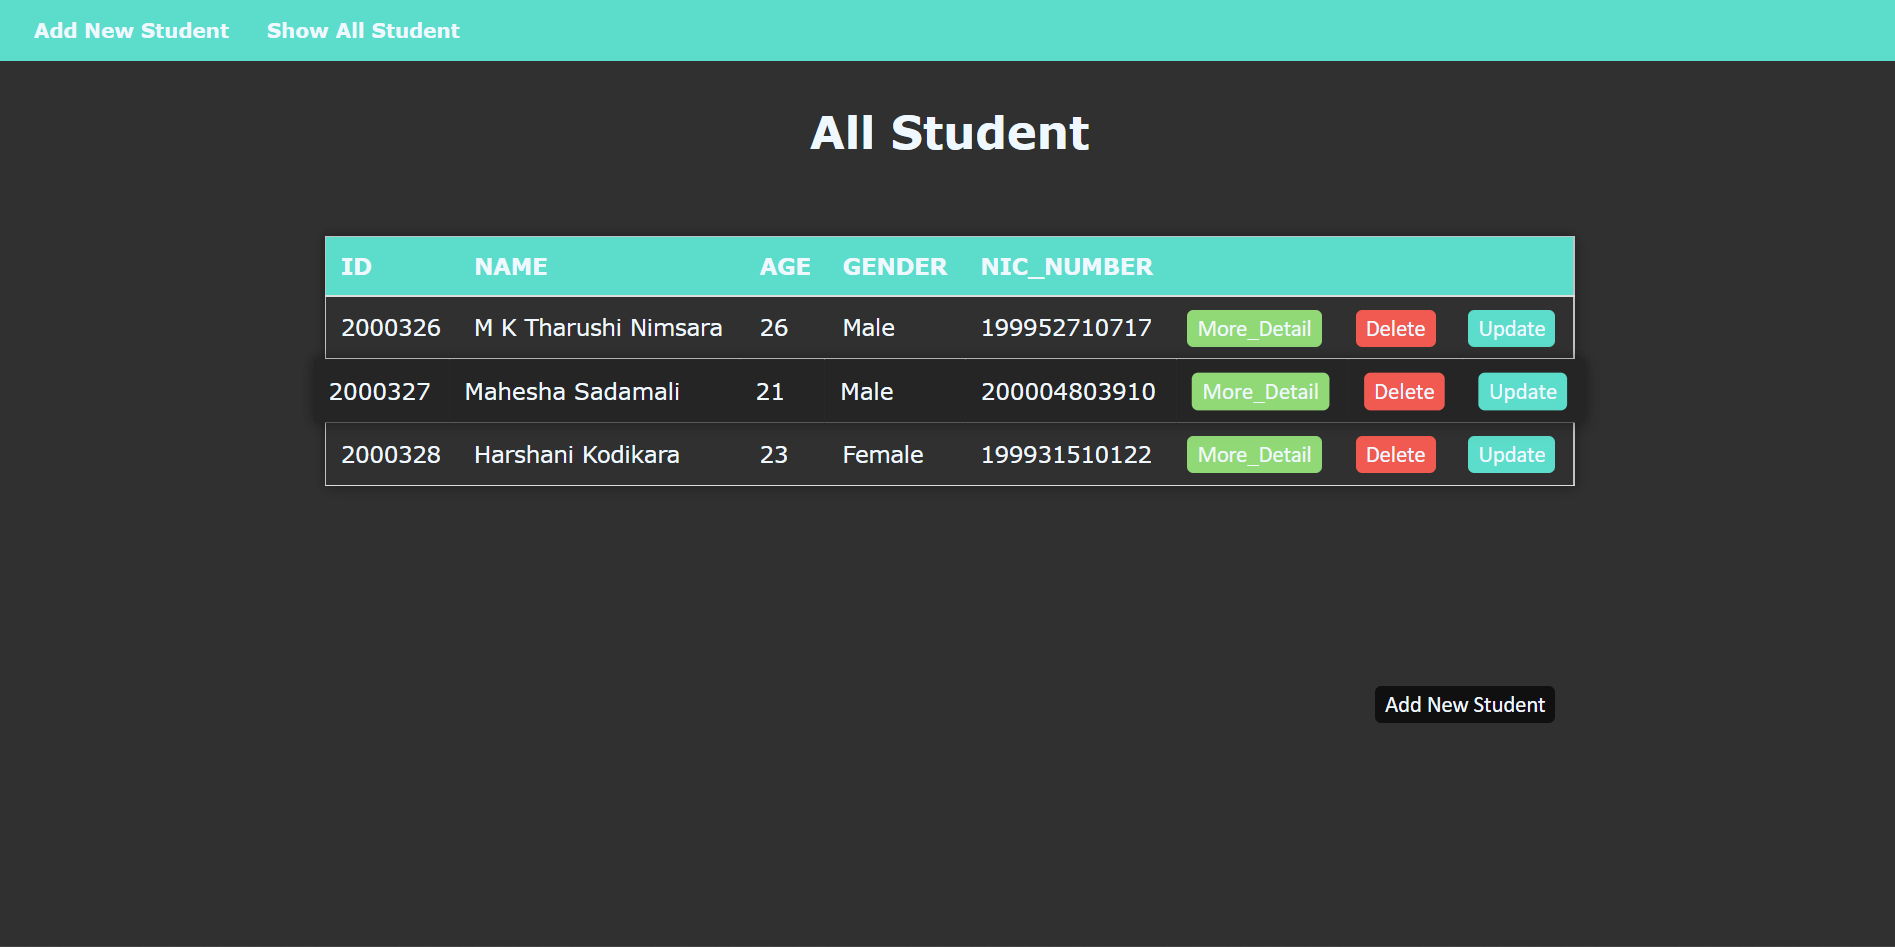 Add New Student Show All Student
All Student
ID NAME AGE GENDER NIC_NUMBER
2000326 M K Tharushi Nimsara 26 Male 199952710717 More_Detail Delete Update
2000327 Mahesha Sadamali 21 Male 200004803910 More_Detail Delete Update
2000328 Harshani Kodikara 23 Female 199931510122 More_Detail Delete Update
Add New Student